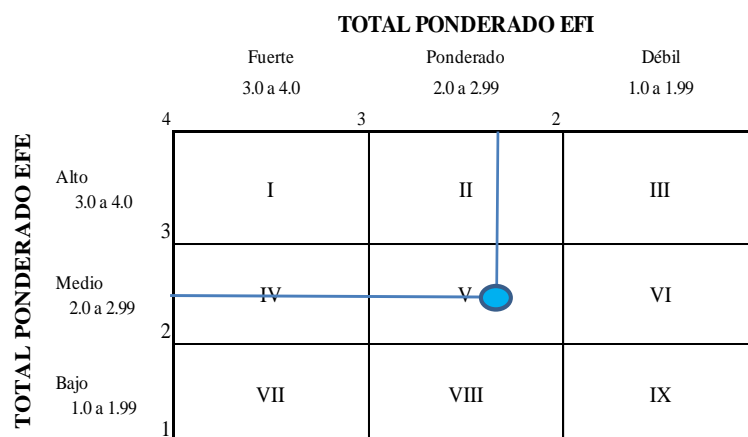 TOTAL PONDERADO EFI
Fuerte Ponderado Débil
3.0 a 4.0 2.0 a 2.99 1.0 a 1.99
4 3 2
TOTAL PONDERADO EFE
Alto
3.0 a 4.0
I II III
3
Medio
2.0 a 2.99
IV V VI
2
Bajo
1.0 a 1.99
VII VIII IX
1